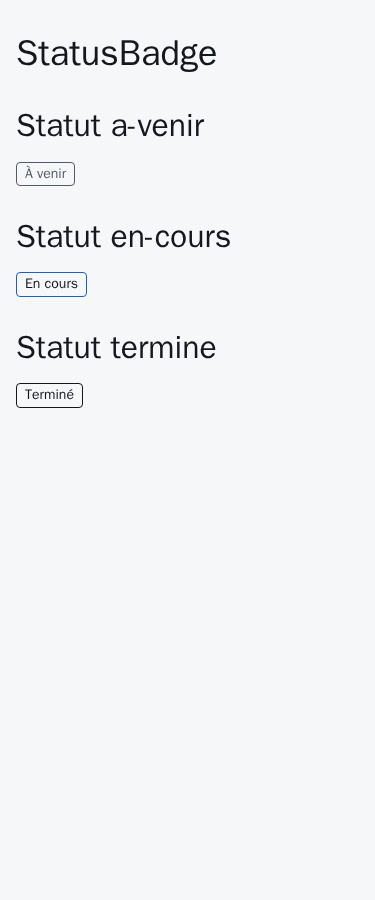 StatusBadge
Statut a-venir
À venir
Statut en-cours
En cours
Statut termine
Terminé